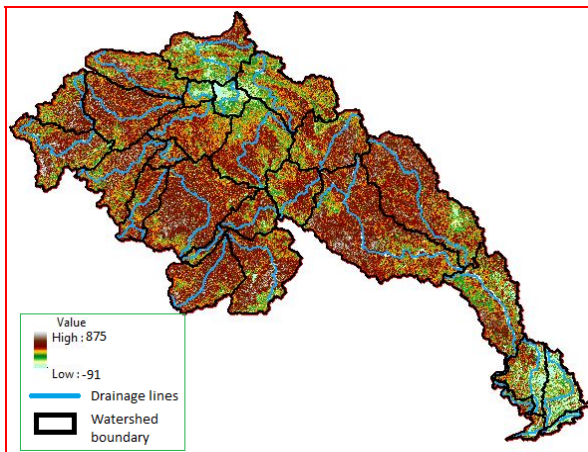 Value
High : 875
Low : -91
Drainage lines
Watershed
boundary